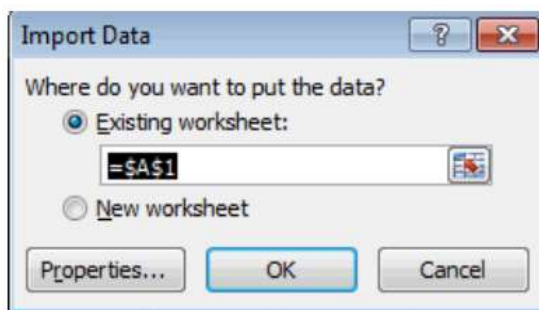 Import Data
Where do you want to put the data?
Existing worksheet:
=$A$1
New worksheet
Properties... OK Cancel